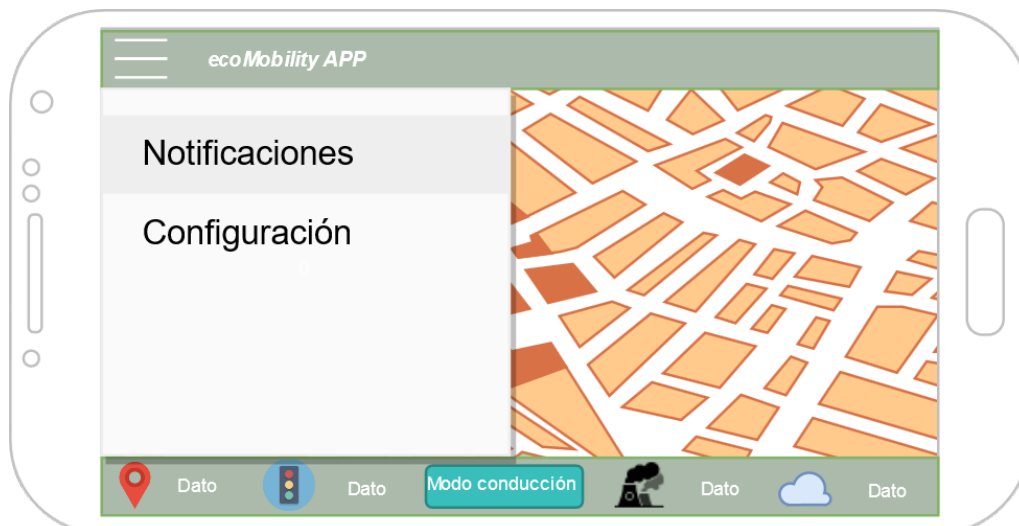 ecoMobility APP
Notificaciones
Configuración
Dato
Dato
Modo conducción
Dato
Dato